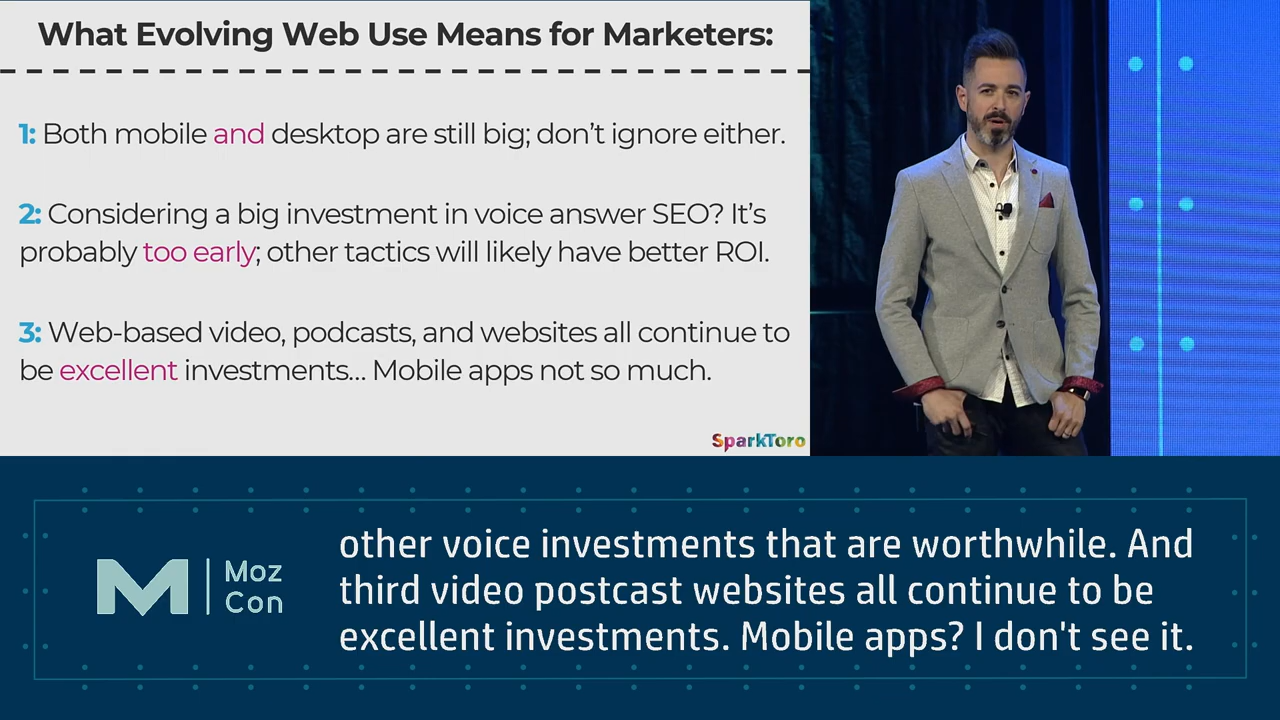 What Evolving Web Use Means for Marketers:
1: Both mobile and desktop are still big; don’t ignore either.
2: Considering a big investment in voice answer SEO? It’s
probably too early; other tactics will likely have better ROI.
3: Web-based video, podcasts, and websites all continue to
be excellent investments... Mobile apps not so much.
SparkToro
Moz
Con
other voice investments that are worthwhile. And
third video postcast websites all continue to be
excellent investments. Mobile apps? I don't see it.